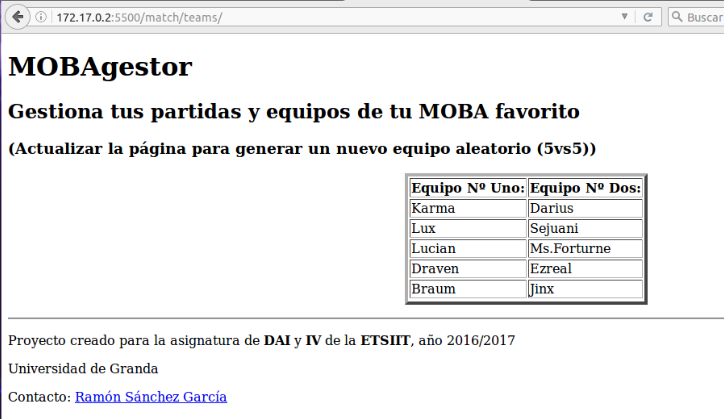 172.17.0.2:5500/match/teams/
Buscar
MOBAgestor
Gestiona tus partidas y equipos de tu MOBA favorito
(Actualizar la página para generar un nuevo equipo aleatorio (5vs5))
Equipo Nº Uno: Equipo Nº Dos:
Karma Darius
Lux Sejuani
Lucian Ms.Forturne
Draven Ezreal
Braum Jinx
Proyecto creado para la asignatura de DAI y IV de la ETSIIT, año 2016/2017
Universidad de Granda
Contacto: Ramón Sánchez García